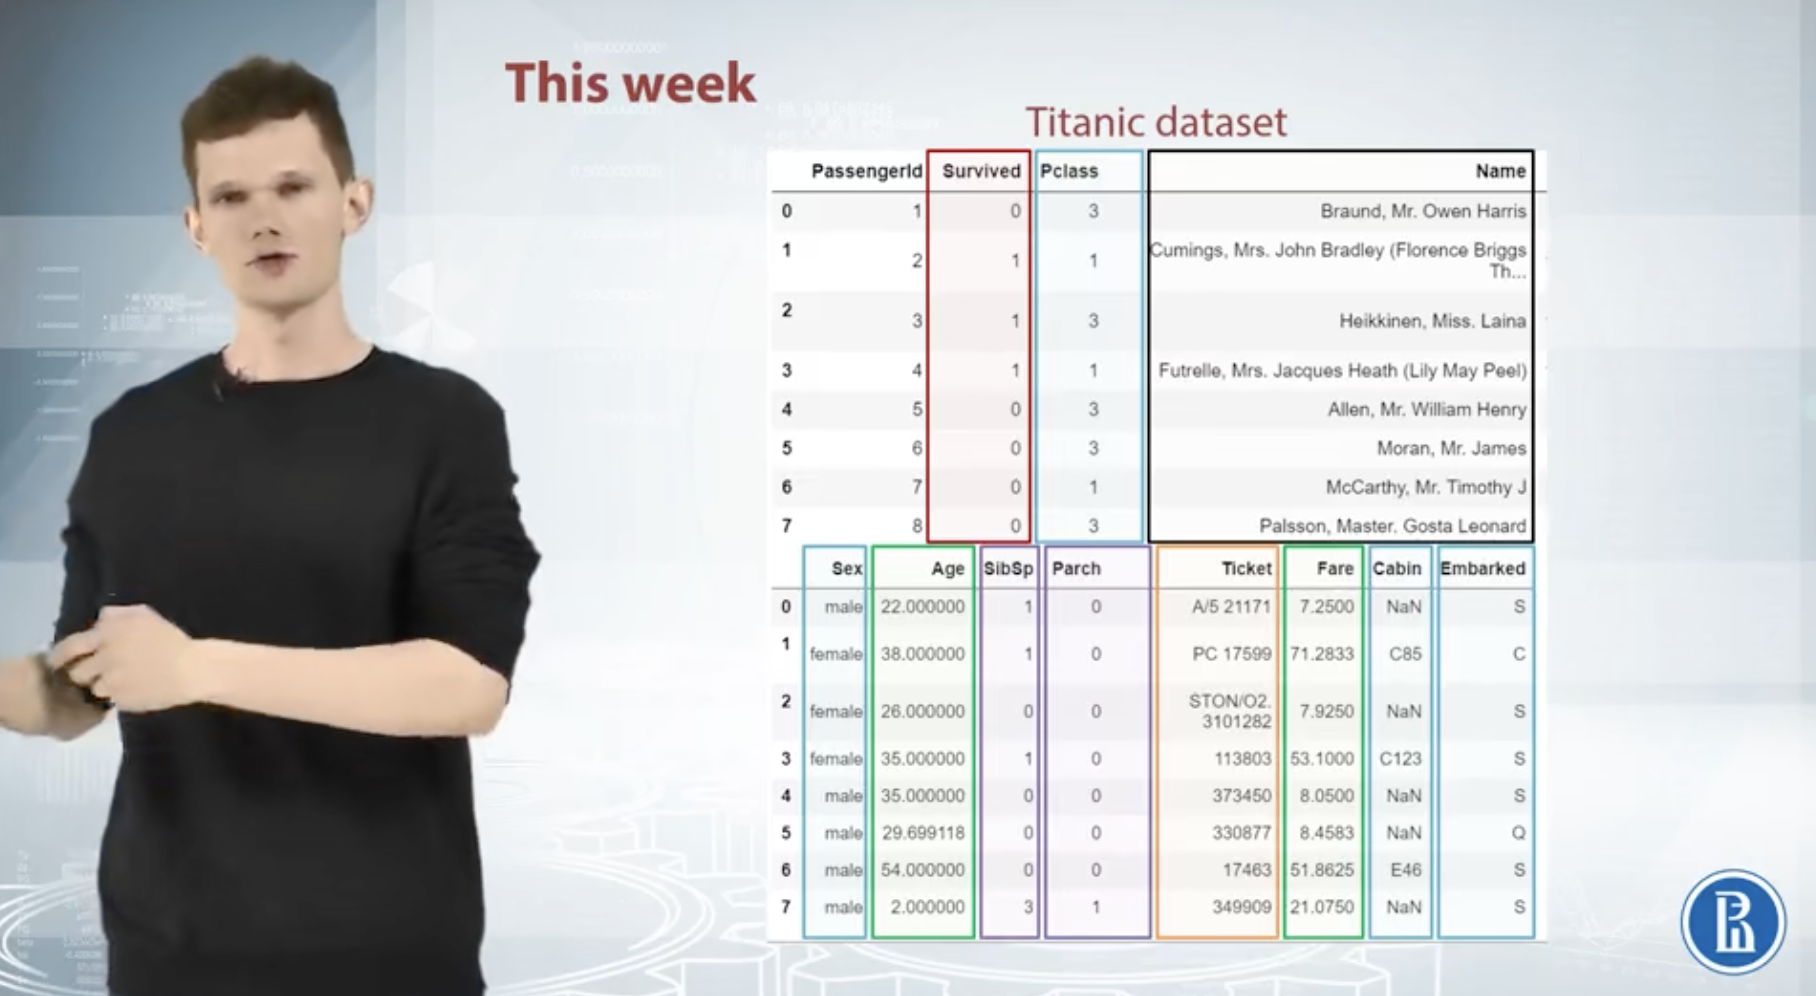 This week
Titanic dataset
PassengerId Survived Pclass Name
0 1 0 3 Braund, Mr. Owen Harris
1 2 1 1 Cumings, Mrs. John Bradley (Florence Briggs
Th...
2 3 1 3 Heikkinen, Miss. Laina
3 4 1 1 Futrelle, Mrs. Jacques Heath (Lily May Peel)
4 5 0 3 Allen, Mr. William Henry
5 6 0 3 Moran, Mr. James
6 7 0 1 McCarthy, Mr. Timothy J
7 8 0 3 Palsson, Master. Gosta Leonard
Sex Age SibSp Parch Ticket Fare Cabin Embarked
0 male 22.000000 1 0 A/5 21171 7.2500 NaN S
1 female 38.000000 1 0 PC 17599 71.2833 C85 C
2 female 26.000000 0 0 STON/O2. 7.9250 NaN S
3101282
3 female 35.000000 1 0 113803 53.1000 C123 S
4 male 35.000000 0 0 373450 8.0500 NaN S
5 male 29.699118 0 0 330877 8.4583 NaN Q
6 male 54.000000 0 0 17463 51.8625 E46 S
7 male 2.000000 3 1 349909 21.0750 NaN S